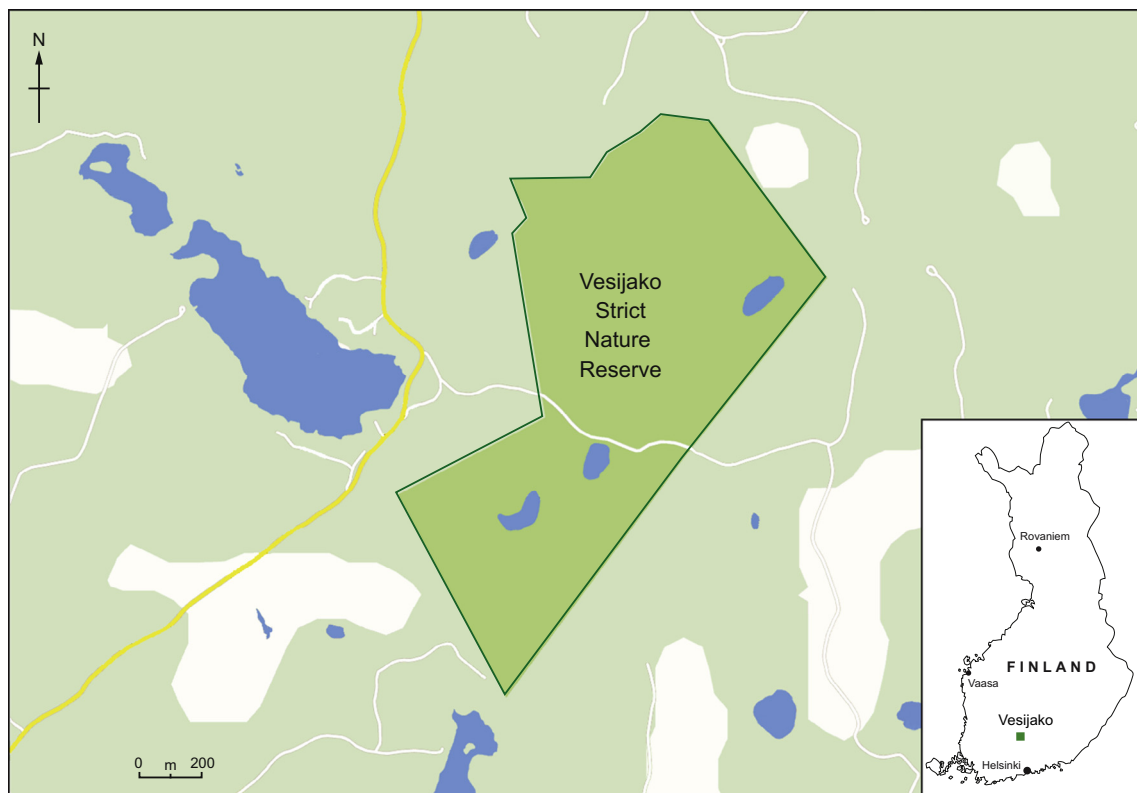 N
Vesijako
Strict
Nature
Reserve
0 m 200
Rovaniem
FINLAND
Vaasa
Vesijako
Helsinki